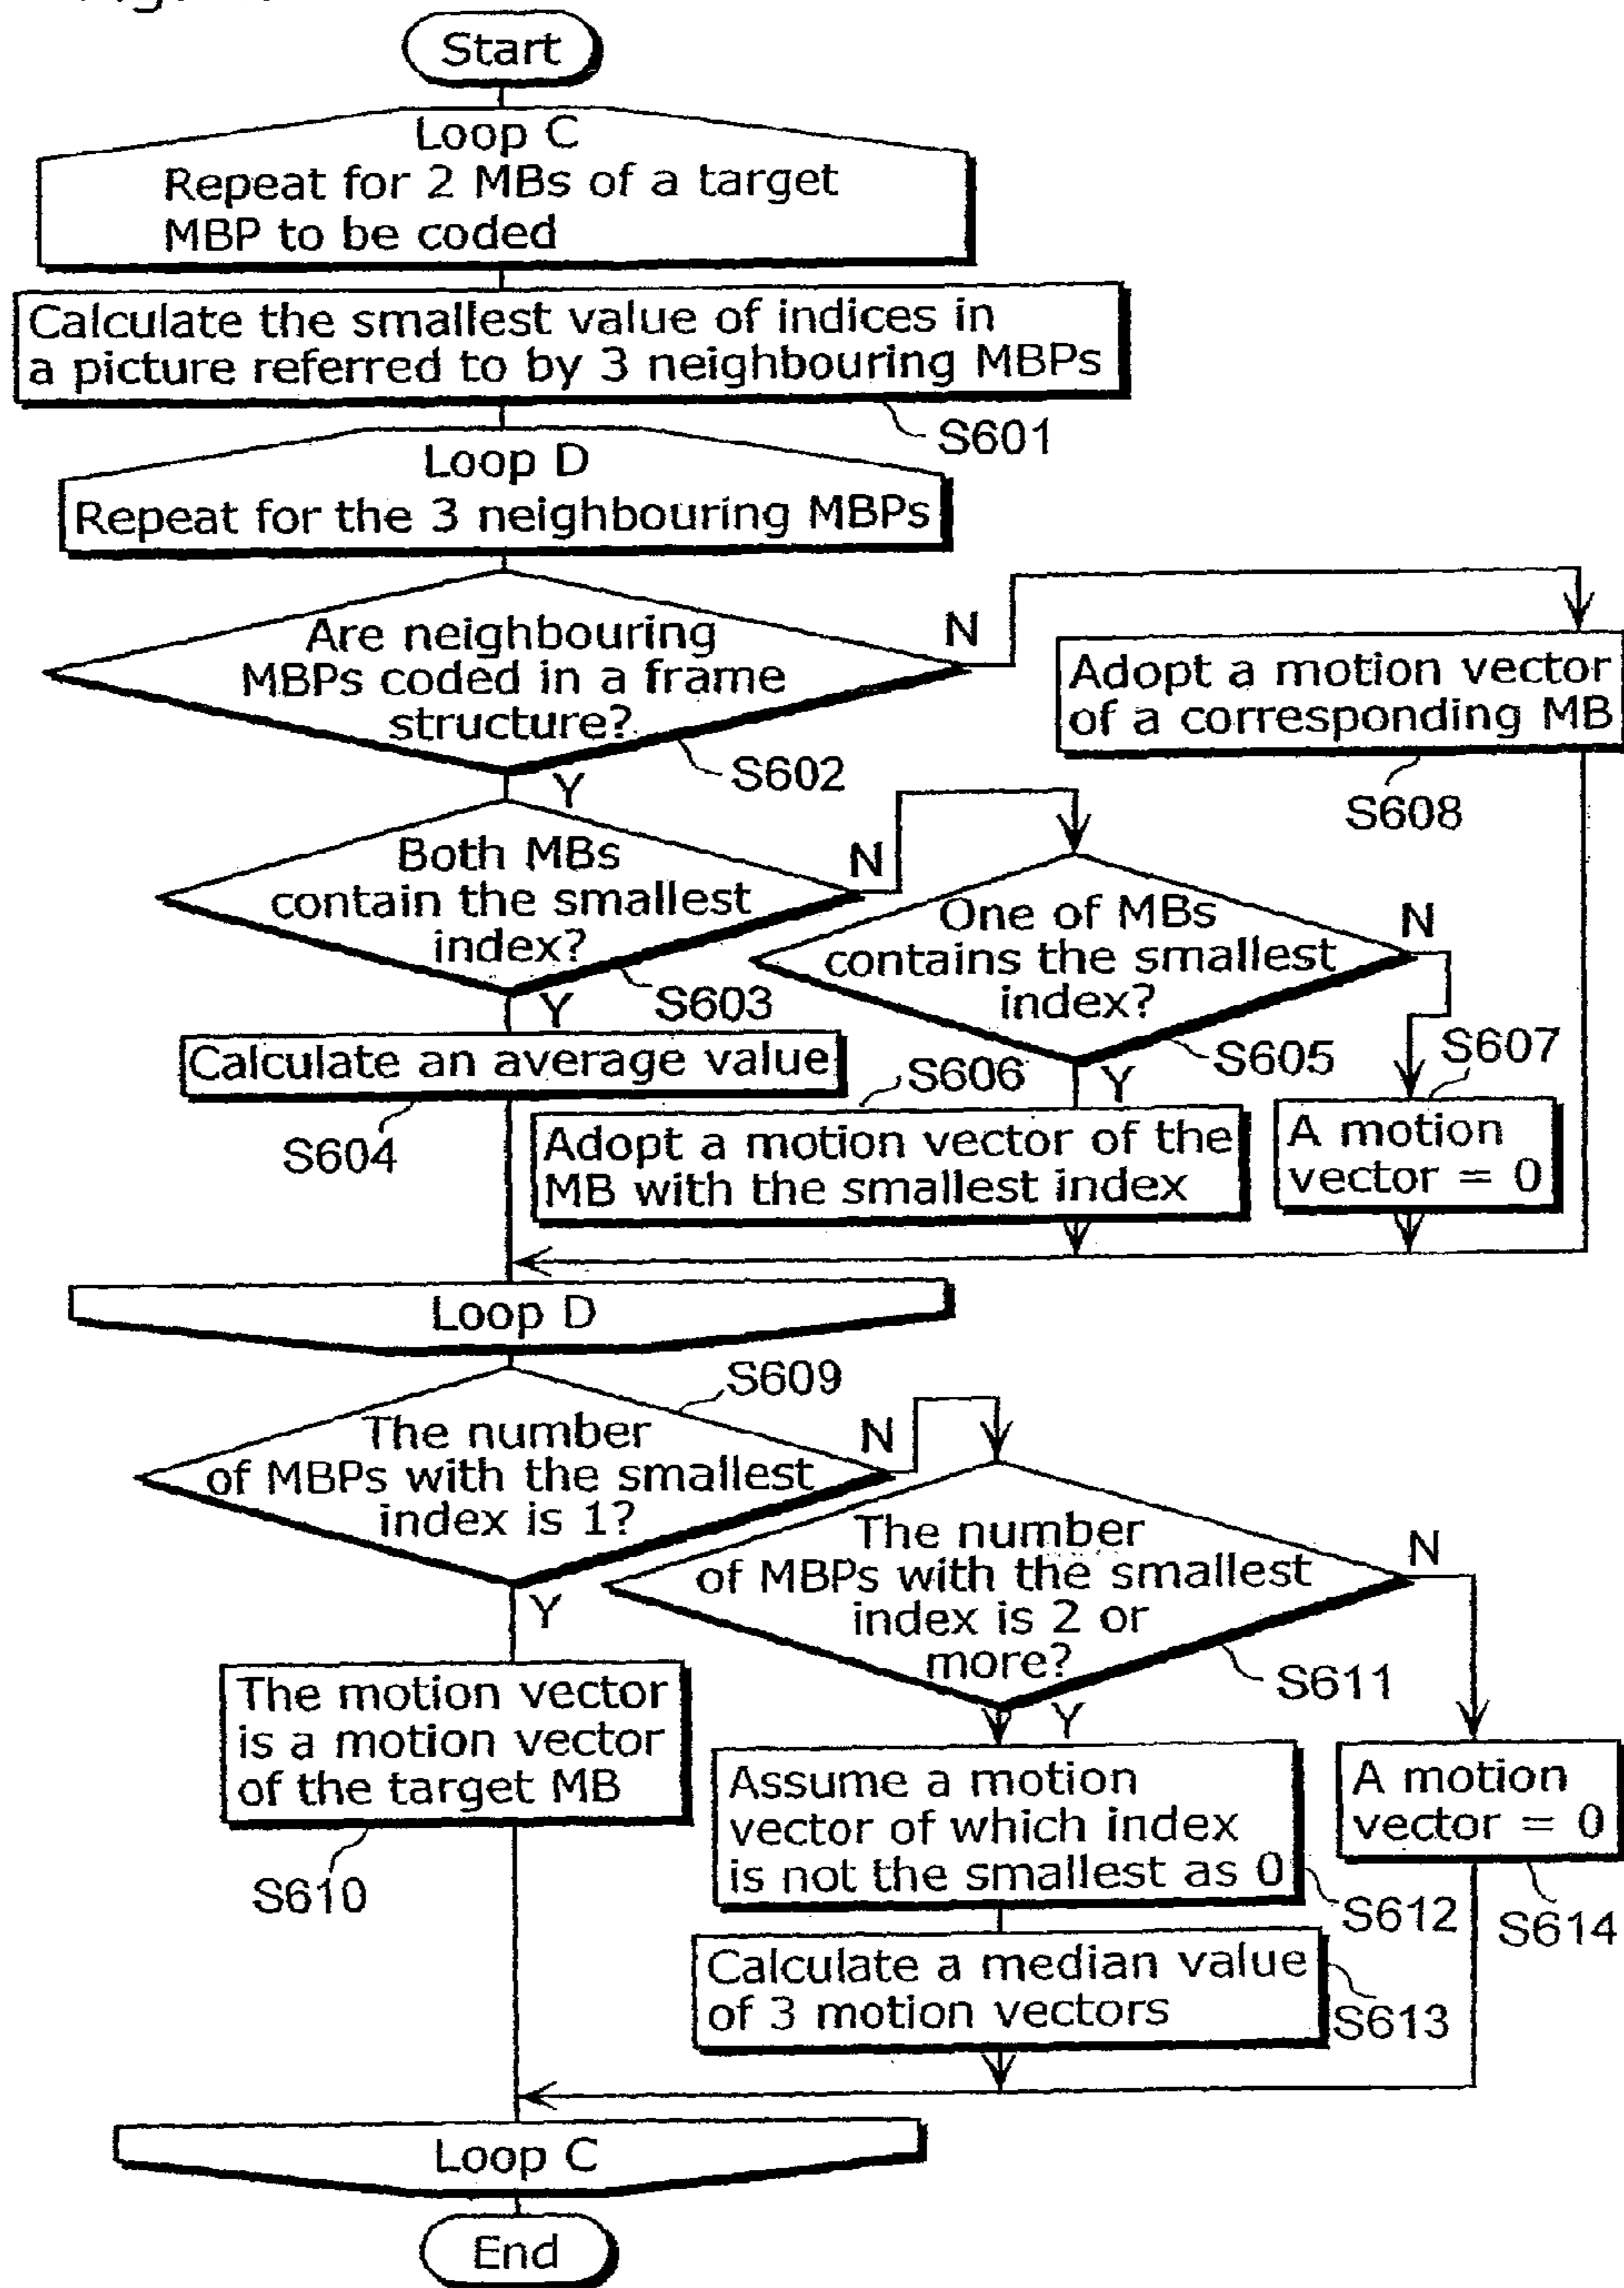 Start
Loop C
Repeat for 2 MBs of a target
MBP to be coded
Calculate the smallest value of indices in
a picture referred to by 3 neighbouring MBPs
S601
Loop D
Repeat for the 3 neighbouring MBPs
Are neighbouring
MBPs coded in a frame
structure?
N
Y
S602
Adopt a motion vector
of a corresponding MB
S608
Both MBs
contain the smallest
index?
N
Y
S603
One of MBs
contains the smallest
index?
N
Y
S605
Calculate an average value
S604
S606
Adopt a motion vector of the
MB with the smallest index
S607
A motion
vector = 0
Loop D
S609
The number
of MBPs with the smallest
index is 1?
N
Y
The number
of MBPs with the smallest
index is 2 or
more?
N
Y
S611
The motion vector
is a motion vector
of the target MB
S610
Assume a motion
vector of which index
is not the smallest as 0
S612
A motion
vector = 0
S614
Calculate a median value
of 3 motion vectors
S613
Loop C
End